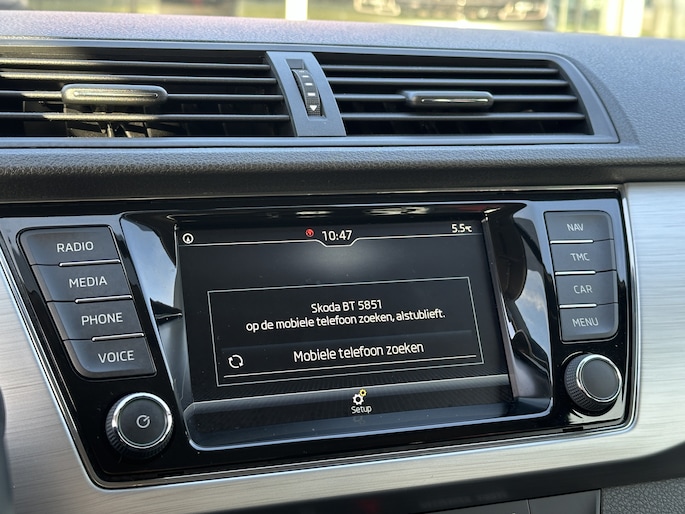 RADIO
MEDIA
PHONE
VOICE
10:47
5.5℃
Skoda BT 5851
op de mobiele telefoon zoeken, alstublieft.
Mobiele telefoon zoeken
Setup
NAV
TMC
CAR
MENU